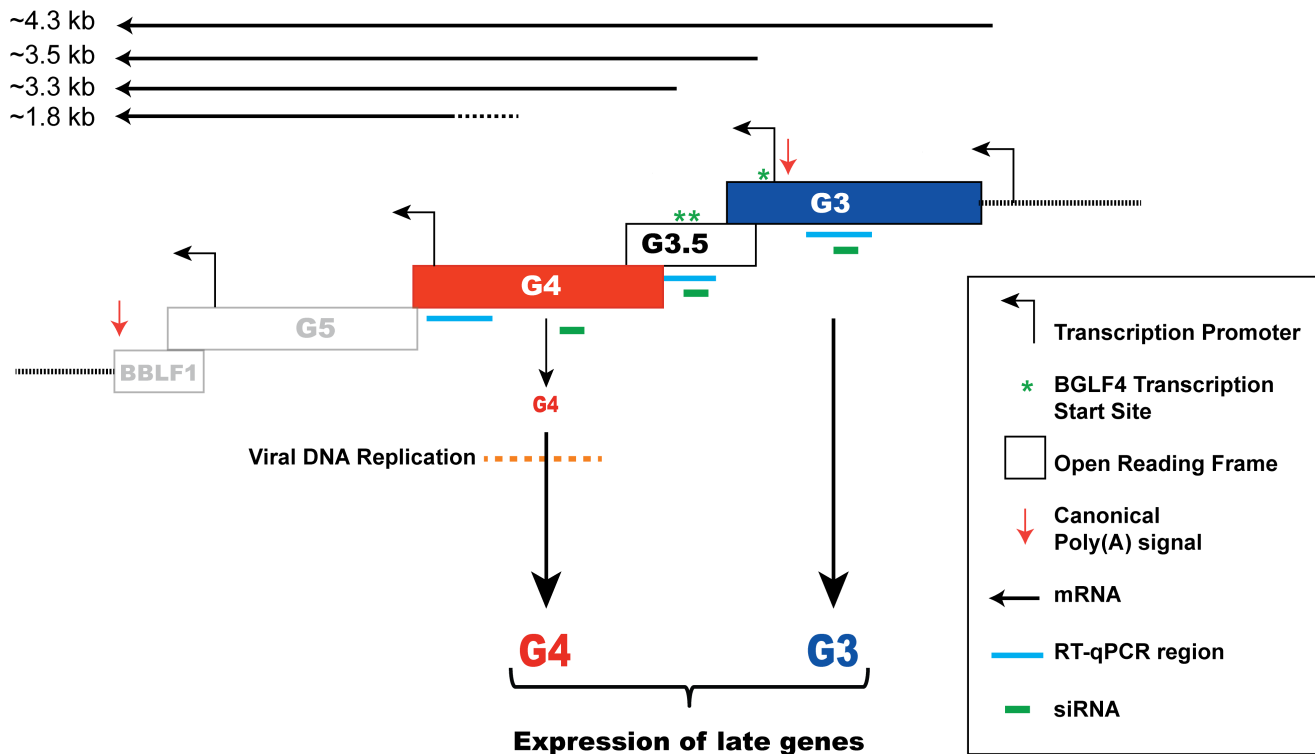 ~4.3 kb
~3.5 kb
~3.3 kb
~1.8 kb
*
G3
**
G3.5
G4
G5
BBLF1
G4
Viral DNA Replication
G4
G3
Expression of late genes
Transcription Promoter
* BGLF4 Transcription
Start Site
Open Reading Frame
Canonical
Poly(A) signal
mRNA
RT-qPCR region
siRNA